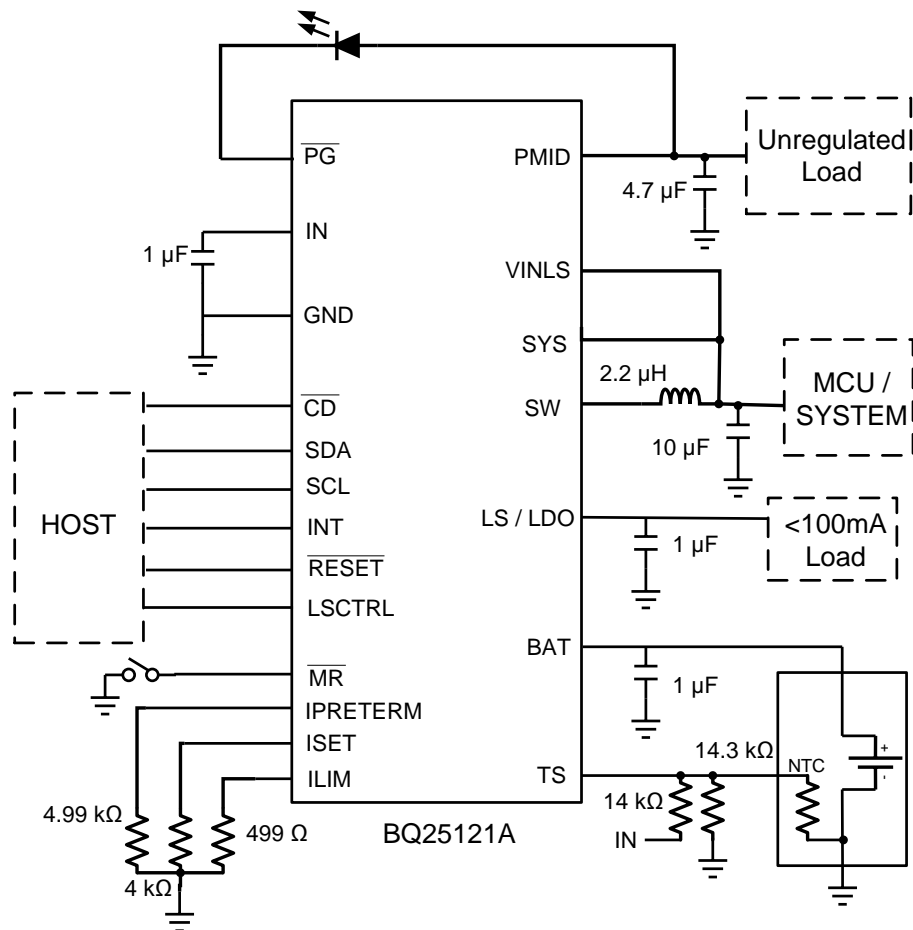 PG
PMID
Unregulated
Load
4.7 µF
IN
1 µF
VINLS
GND
SYS
2.2 µH
MCU /
SYSTEM
CD
SW
10 µF
SDA
SCL
HOST
INT
LS / LDO
<100mA
Load
1 µF
RESET
LSCTRL
BAT
MR
1 µF
IPRETERM
ISET
14.3 kΩ
ILIM
TS
NTC
+
-
4.99 kΩ
499 Ω
14 kΩ
BQ25121A
IN
4 kΩ